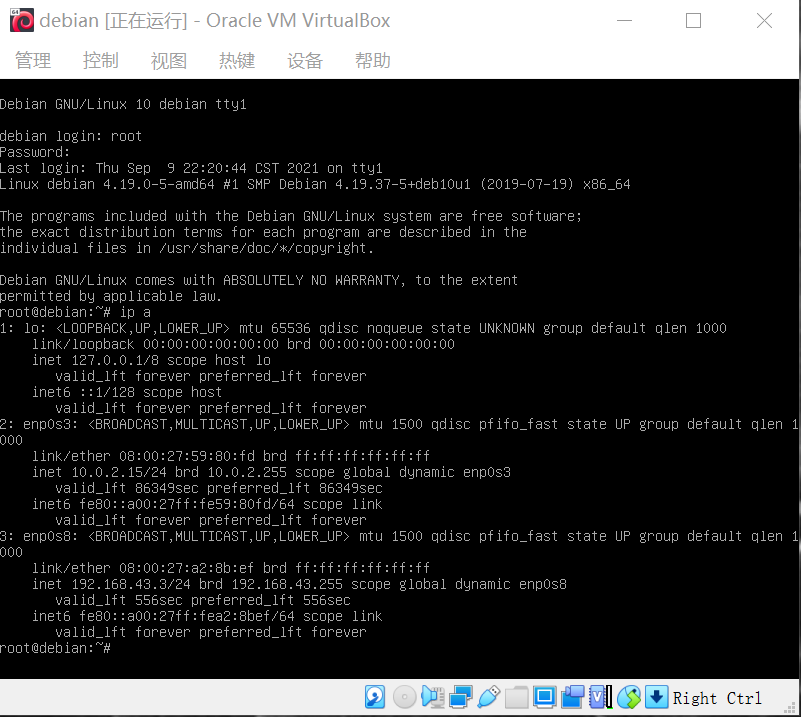 debian [正在运行] - Oracle VM VirtualBox
管理 控制 视图 热键 设备 帮助
Debian GNU/Linux 10 debian tty1
debian login: root
Password:
Last login: Thu Sep  9 22:20:44 CST 2021 on tty1
Linux debian 4.19.0-5-amd64 #1 SMP Debian 4.19.37-5+deb10u1 (2019-07-19) x86_64
The programs included with the Debian GNU/Linux system are free software;
the exact distribution terms for each program are described in the
individual files in /usr/share/doc/*/copyright.
Debian GNU/Linux comes with ABSOLUTELY NO WARRANTY, to the extent
permitted by applicable law.
root@debian:~# ip a
1: lo: <LOOPBACK,UP,LOWER_UP> mtu 65536 qdisc noqueue state UNKNOWN group default qlen 1000
    link/loopback 00:00:00:00:00:00 brd 00:00:00:00:00:00
    inet 127.0.0.1/8 scope host lo
       valid_lft forever preferred_lft forever
    inet6 ::1/128 scope host
       valid_lft forever preferred_lft forever
2: enp0s3: <BROADCAST,MULTICAST,UP,LOWER_UP> mtu 1500 qdisc pfifo_fast state UP group default qlen 1
000
    link/ether 08:00:27:59:80:fd brd ff:ff:ff:ff:ff:ff
    inet 10.0.2.15/24 brd 10.0.2.255 scope global dynamic enp0s3
       valid_lft 86349sec preferred_lft 86349sec
    inet6 fe80::a00:27ff:fe59:80fd/64 scope link
       valid_lft forever preferred_lft forever
3: enp0s8: <BROADCAST,MULTICAST,UP,LOWER_UP> mtu 1500 qdisc pfifo_fast state UP group default qlen 1
000
    link/ether 08:00:27:a2:8b:ef brd ff:ff:ff:ff:ff:ff
    inet 192.168.43.3/24 brd 192.168.43.255 scope global dynamic enp0s8
       valid_lft 556sec preferred_lft 556sec
    inet6 fe80::a00:27ff:fea2:8bef/64 scope link
       valid_lft forever preferred_lft forever
root@debian:~#
Right Ctrl